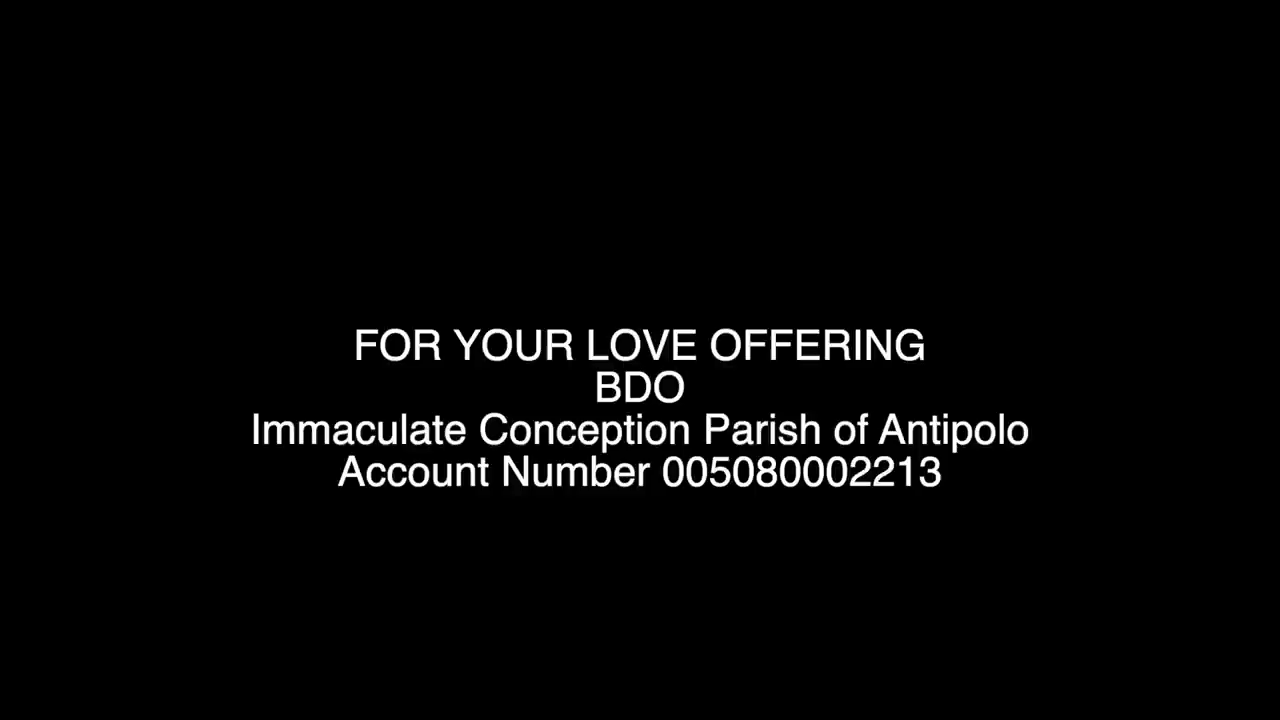 FOR YOUR LOVE OFFERING
BDO
Immaculate Conception Parish of Antipolo
Account Number 005080002213